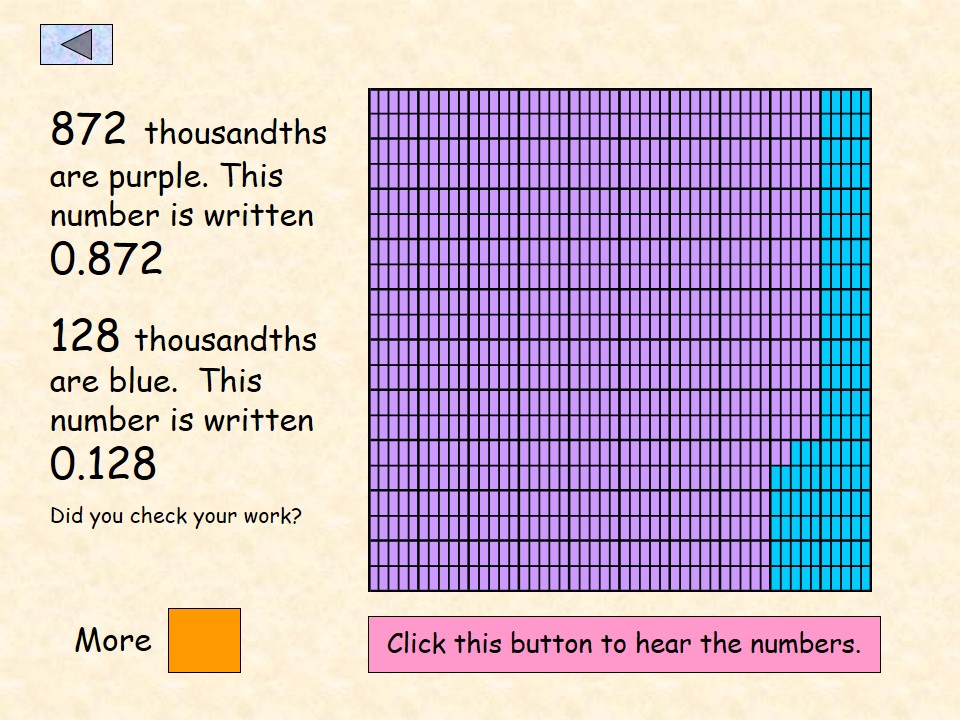 872 thousandths
are purple. This
number is written
0.872
128 thousandths
are blue. This
number is written
0.128
Did you check your work?
More
Click this button to hear the numbers.